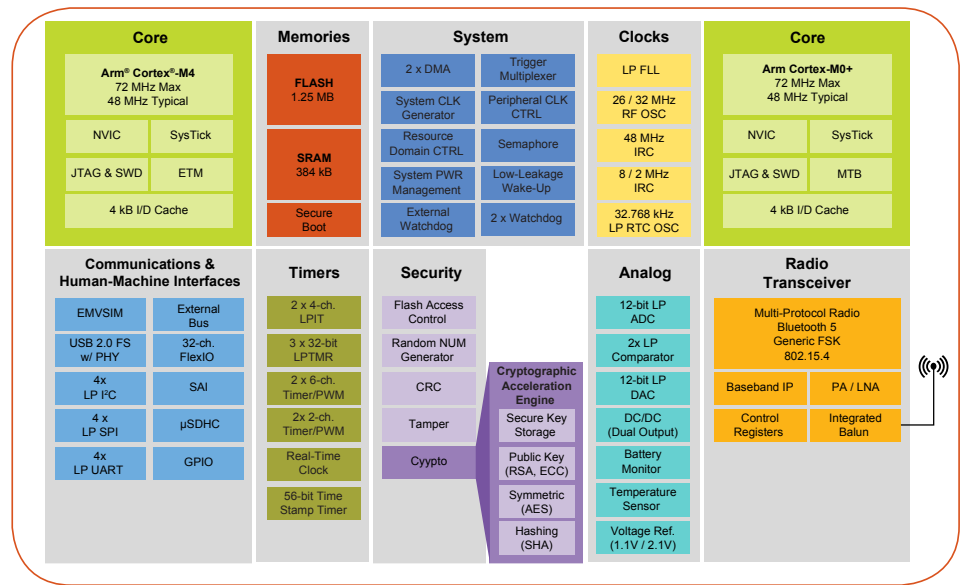 Core
Arm® Cortex®-M4
72 MHz Max
48 MHz Typical
NVIC
SysTick
JTAG & SWD
ETM
4 kB I/D Cache
Memories
FLASH
1.25 MB
SRAM
384 kB
Secure
Boot
System
2 x DMA
Trigger
Multiplexer
System CLK
Generator
Peripheral CLK
CTRL
Resource
Domain CTRL
Semaphore
System PWR
Management
Low-Leakage
Wake-Up
External
Watchdog
2 x Watchdog
Clocks
LP FLL
26 / 32 MHz
RF OSC
48 MHz
IRC
8 / 2 MHz
IRC
32.768 kHz
LP RTC OSC
Core
Arm Cortex-M0+
72 MHz Max
48 MHz Typical
NVIC
SysTick
JTAG & SWD
MTB
4 kB I/D Cache
Communications &
Human-Machine Interfaces
EMVSIM
External
Bus
USB 2.0 FS
w/ PHY
32-ch.
FlexIO
4x
LP I²C
SAI
4 x
LP SPI
µSDHC
4x
LP UART
GPIO
Timers
2 x 4-ch.
LPIT
3 x 32-bit
LPTMR
2 x 6-ch.
Timer/PWM
2x 2-ch.
Timer/PWM
Real-Time
Clock
56-bit Time
Stamp Timer
Security
Flash Access
Control
Random NUM
Generator
CRC
Tamper
Cyypto
Cryptographic
Acceleration
Engine
Secure Key
Storage
Public Key
(RSA, ECC)
Symmetric
(AES)
Hashing
(SHA)
Analog
12-bit LP
ADC
2x LP
Comparator
12-bit LP
DAC
DC/DC
(Dual Output)
Battery
Monitor
Temperature
Sensor
Voltage Ref.
(1.1V / 2.1V)
Radio
Transceiver
Multi-Protocol Radio
Bluetooth 5
Generic FSK
802.15.4
Baseband IP
PA / LNA
Control
Registers
Integrated
Balun